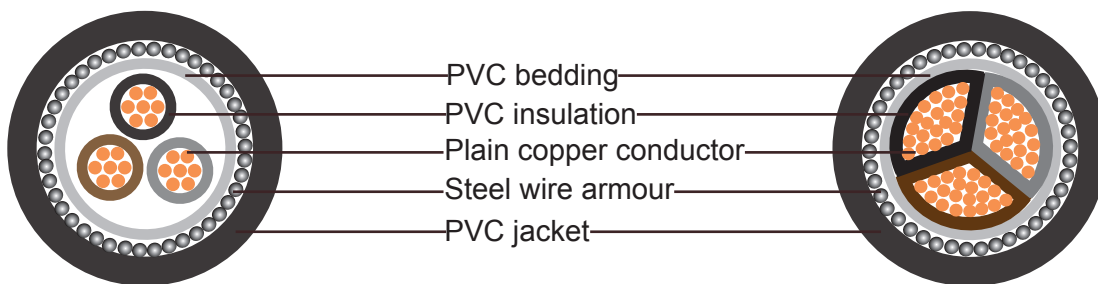 PVC bedding
PVC insulation
Plain copper conductor
Steel wire armour
PVC jacket